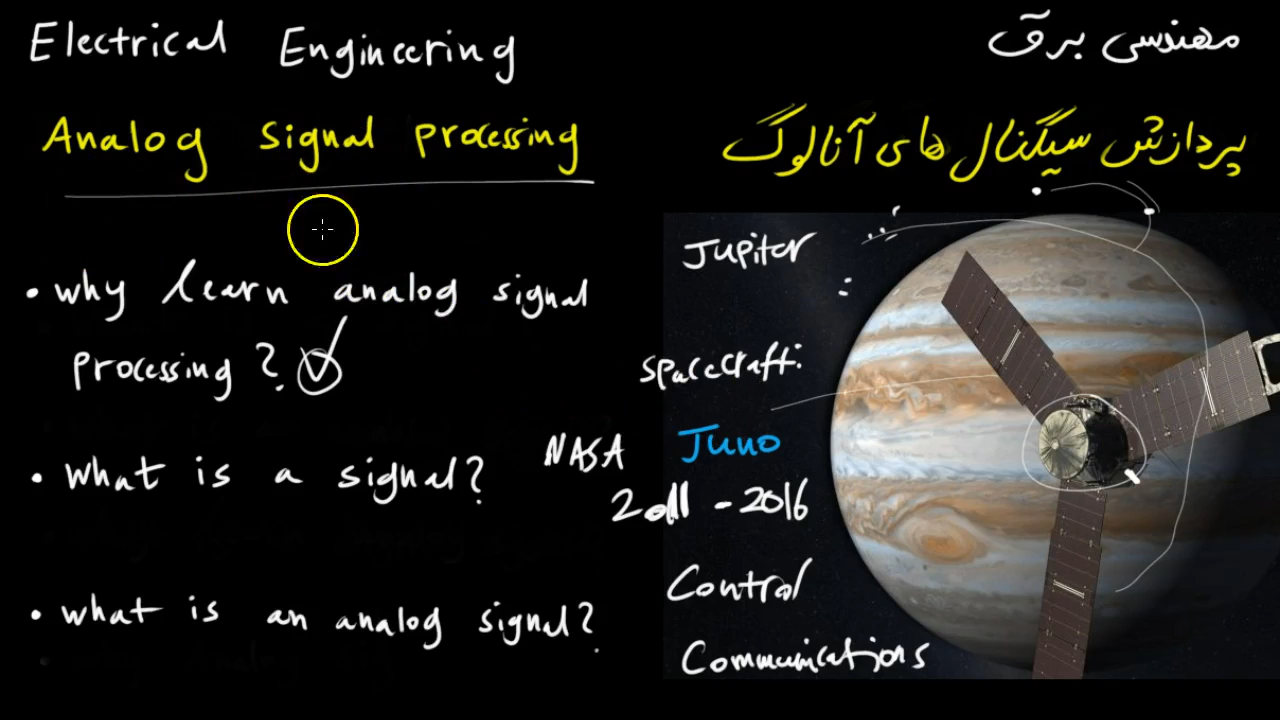 Electrical Engineering
مهندسی برق
Analog signal processing
پردازش سیگنال های آنالوگ
• why learn analog signal
processing?
• what is a signal?
• what is an analog signal?
Jupiter
spacecraft:
NASA Juno
2011 - 2016
Control
Communications